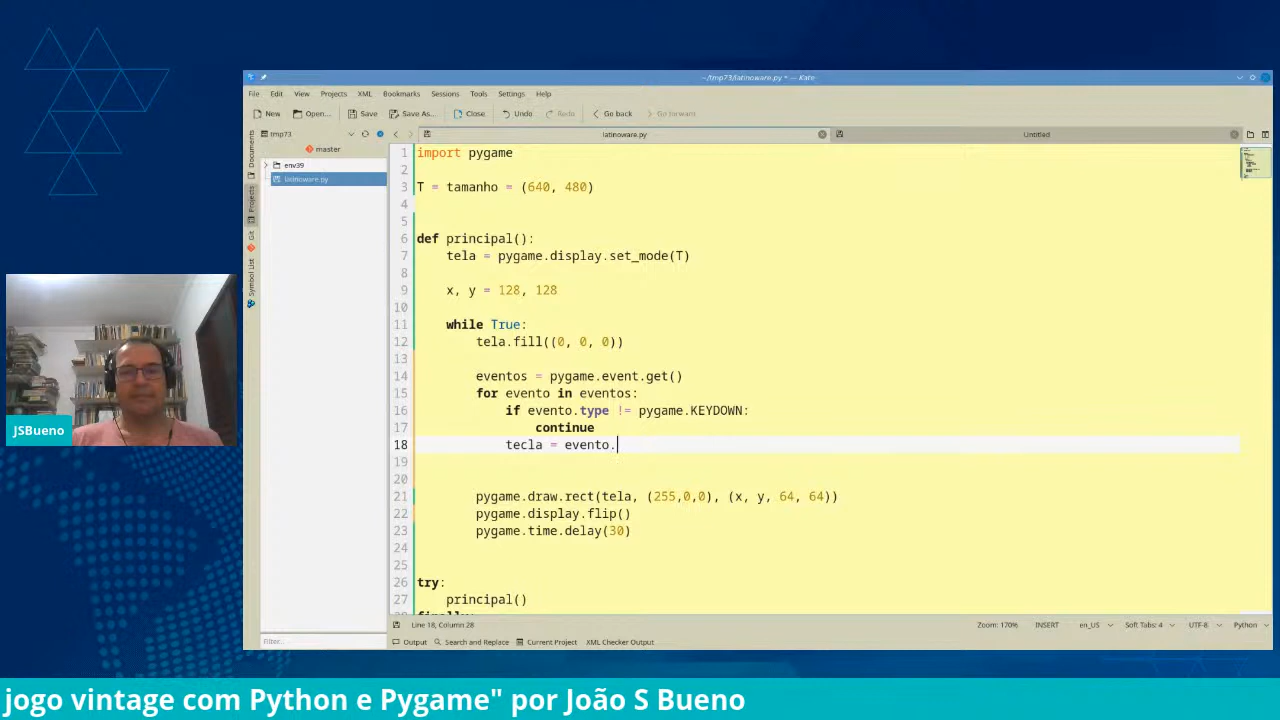 ~/tmp73/latinoware.py * — Kate
File Edit View Projects XML Bookmarks Sessions Tools Settings Help
New Open... Save Save As... Close Undo Redo Go back Go forward
tmp73
latinoware.py
Untitled
master
env39
latinoware.py
Documents
Projects
Git
Symbol List
1 import pygame
2
3 T = tamanho = (640, 480)
4
5
6 def principal():
7 tela = pygame.display.set_mode(T)
8
9 x, y = 128, 128
10
11 while True:
12 tela.fill((0, 0, 0))
13
14 eventos = pygame.event.get()
15 for evento in eventos:
16 if evento.type != pygame.KEYDOWN:
17 continue
18 tecla = evento.
19
20
21 pygame.draw.rect(tela, (255,0,0), (x, y, 64, 64))
22 pygame.display.flip()
23 pygame.time.delay(30)
24
25
26 try:
27 principal()
28 finally:
Filter...
Line 18, Column 28
Zoom: 170% INSERT en_US Soft Tabs: 4 UTF-8 Python
Output Search and Replace Current Project XML Checker Output
JSBueno
jogo vintage com Python e Pygame" por João S Bueno